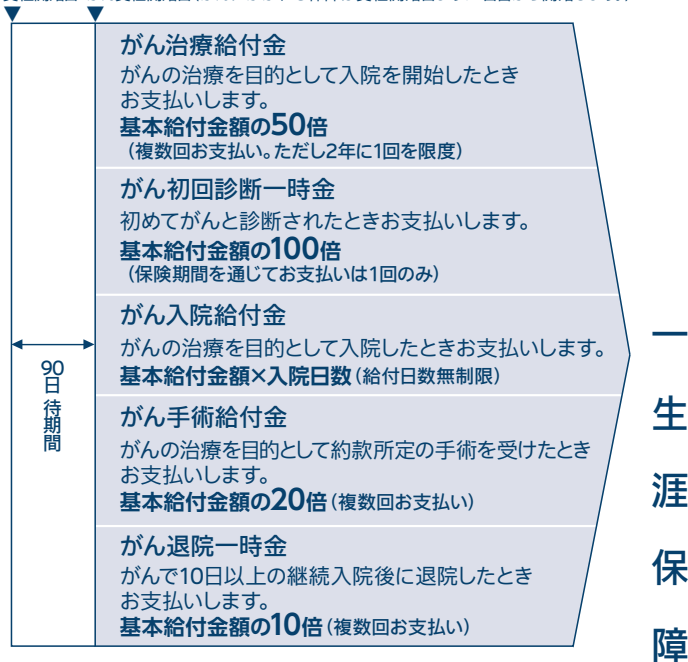 がん治療給付金
がんの治療を目的として入院を開始したとき
お支払いします。
基本給付金額の50倍
(複数回お支払い。ただし2年に1回を限度)
がん初回診断一時金
初めてがんと診断されたときお支払いします。
基本給付金額の100倍
(保険期間を通じてお支払いは1回のみ)
がん入院給付金
がんの治療を目的として入院したときお支払いします。
基本給付金額×入院日数(給付日数無制限)
がん手術給付金
がんの治療を目的として約款所定の手術を受けたとき
お支払いします。
基本給付金額の20倍(複数回お支払い)
がん退院一時金
がんで10日以上の継続入院後に退院したとき
お支払いします。
基本給付金額の10倍(複数回お支払い)
90日 待期間
一生涯保障